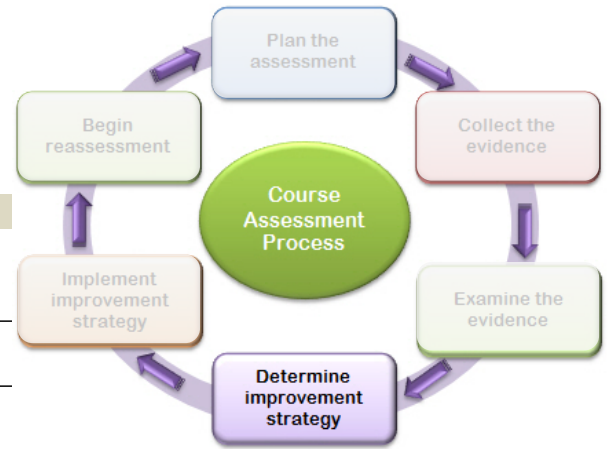 Plan the
assessment
Collect the
evidence
Examine the
evidence
Determine
improvement
strategy
Implement
improvement
strategy
Begin
reassessment
Course
Assessment
Process